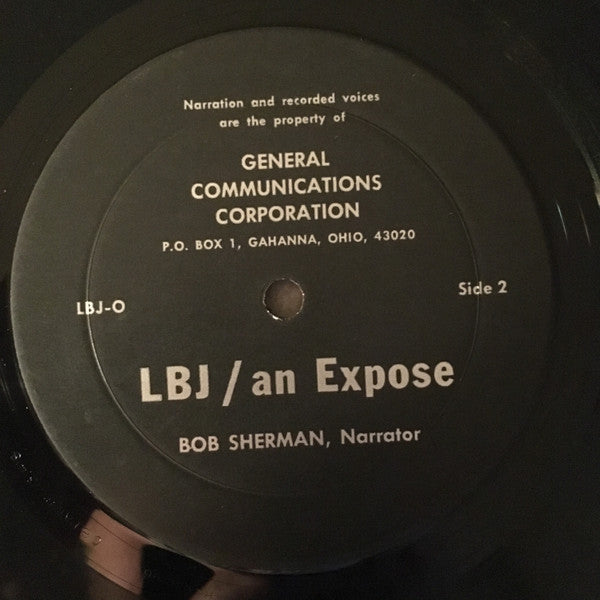 Narration and recorded voices
are the property of
GENERAL
COMMUNICATIONS
CORPORATION
P.O. BOX 1, GAHANNA, OHIO, 43020
LBJ-O
Side 2
LBJ / an Expose
BOB SHERMAN, Narrator